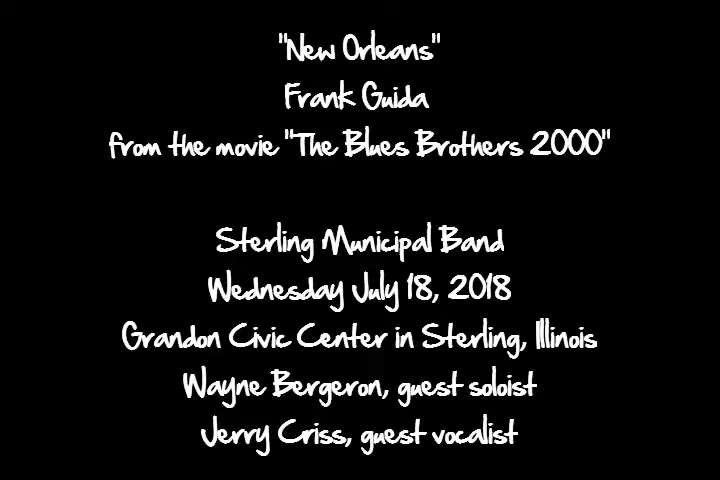 "New Orleans"
Frank Guida
from the movie "The Blues Brothers 2000"
Sterling Municipal Band
Wednesday July 18, 2018
Grandon Civic Center in Sterling, Illinois
Wayne Bergeron, guest soloist
Jerry Criss, guest vocalist